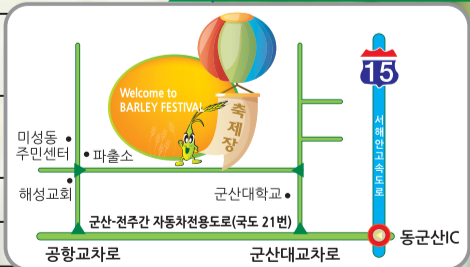 Welcome to
BARLEY FESTIVAL
축제장
15
서해안고속도로
미성동
주민센터
파출소
해성교회
군산대학교
군산-전주간 자동차전용도로(국도 21번)
동군산IC
공항교차로
군산대교차로